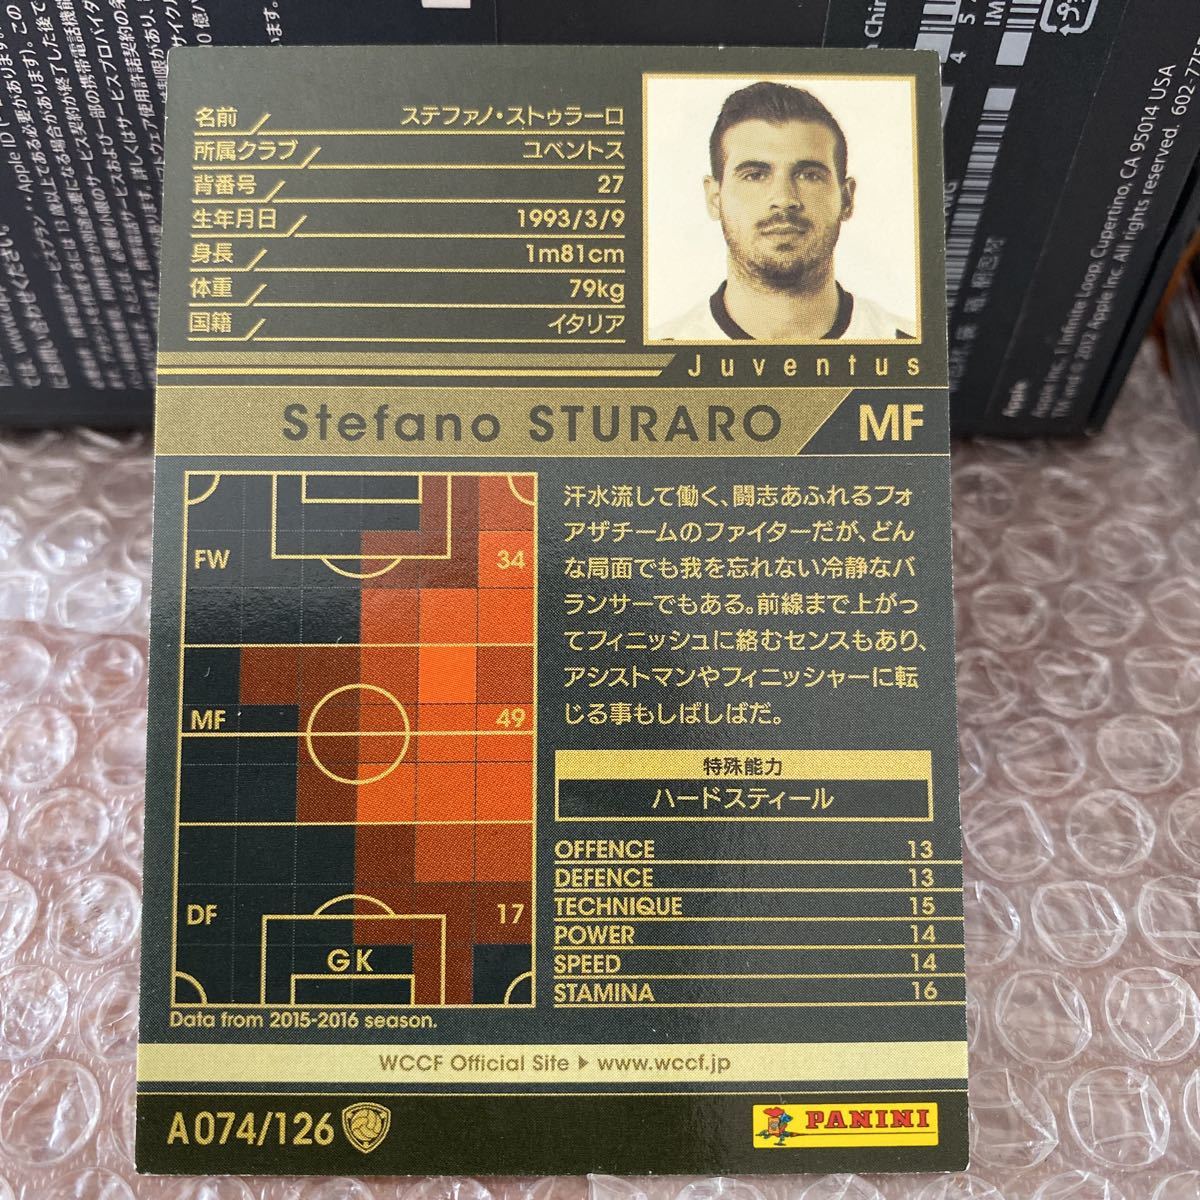 名前 ステファノ・ストゥラーロ
所属クラブ ユベントス
背番号 27
生年月日 1993/3/9
身長 1m81cm
体重 79kg
国籍 イタリア
Juventus
Stefano STURARO MF
FW 34
MF 49
DF 17
GK
Data from 2015-2016 season.
汗水流して働く、闘志あふれるフォ
アザチームのファイターだが、どん
な局面でも我を忘れない冷静なバ
ランサーでもある。前線まで上がっ
てフィニッシュに絡むセンスもあり、
アシストマンやフィニッシャーに転
じる事もしばしばだ。
特殊能力
ハードスティール
OFFENCE 13
DEFENCE 13
TECHNIQUE 15
POWER 14
SPEED 14
STAMINA 16
WCCF Official Site ▶ www.wccf.jp
A074/126
PANINI
Apple
Apple Inc. 1 Infinite Loop, Cupertino, CA 95014 USA